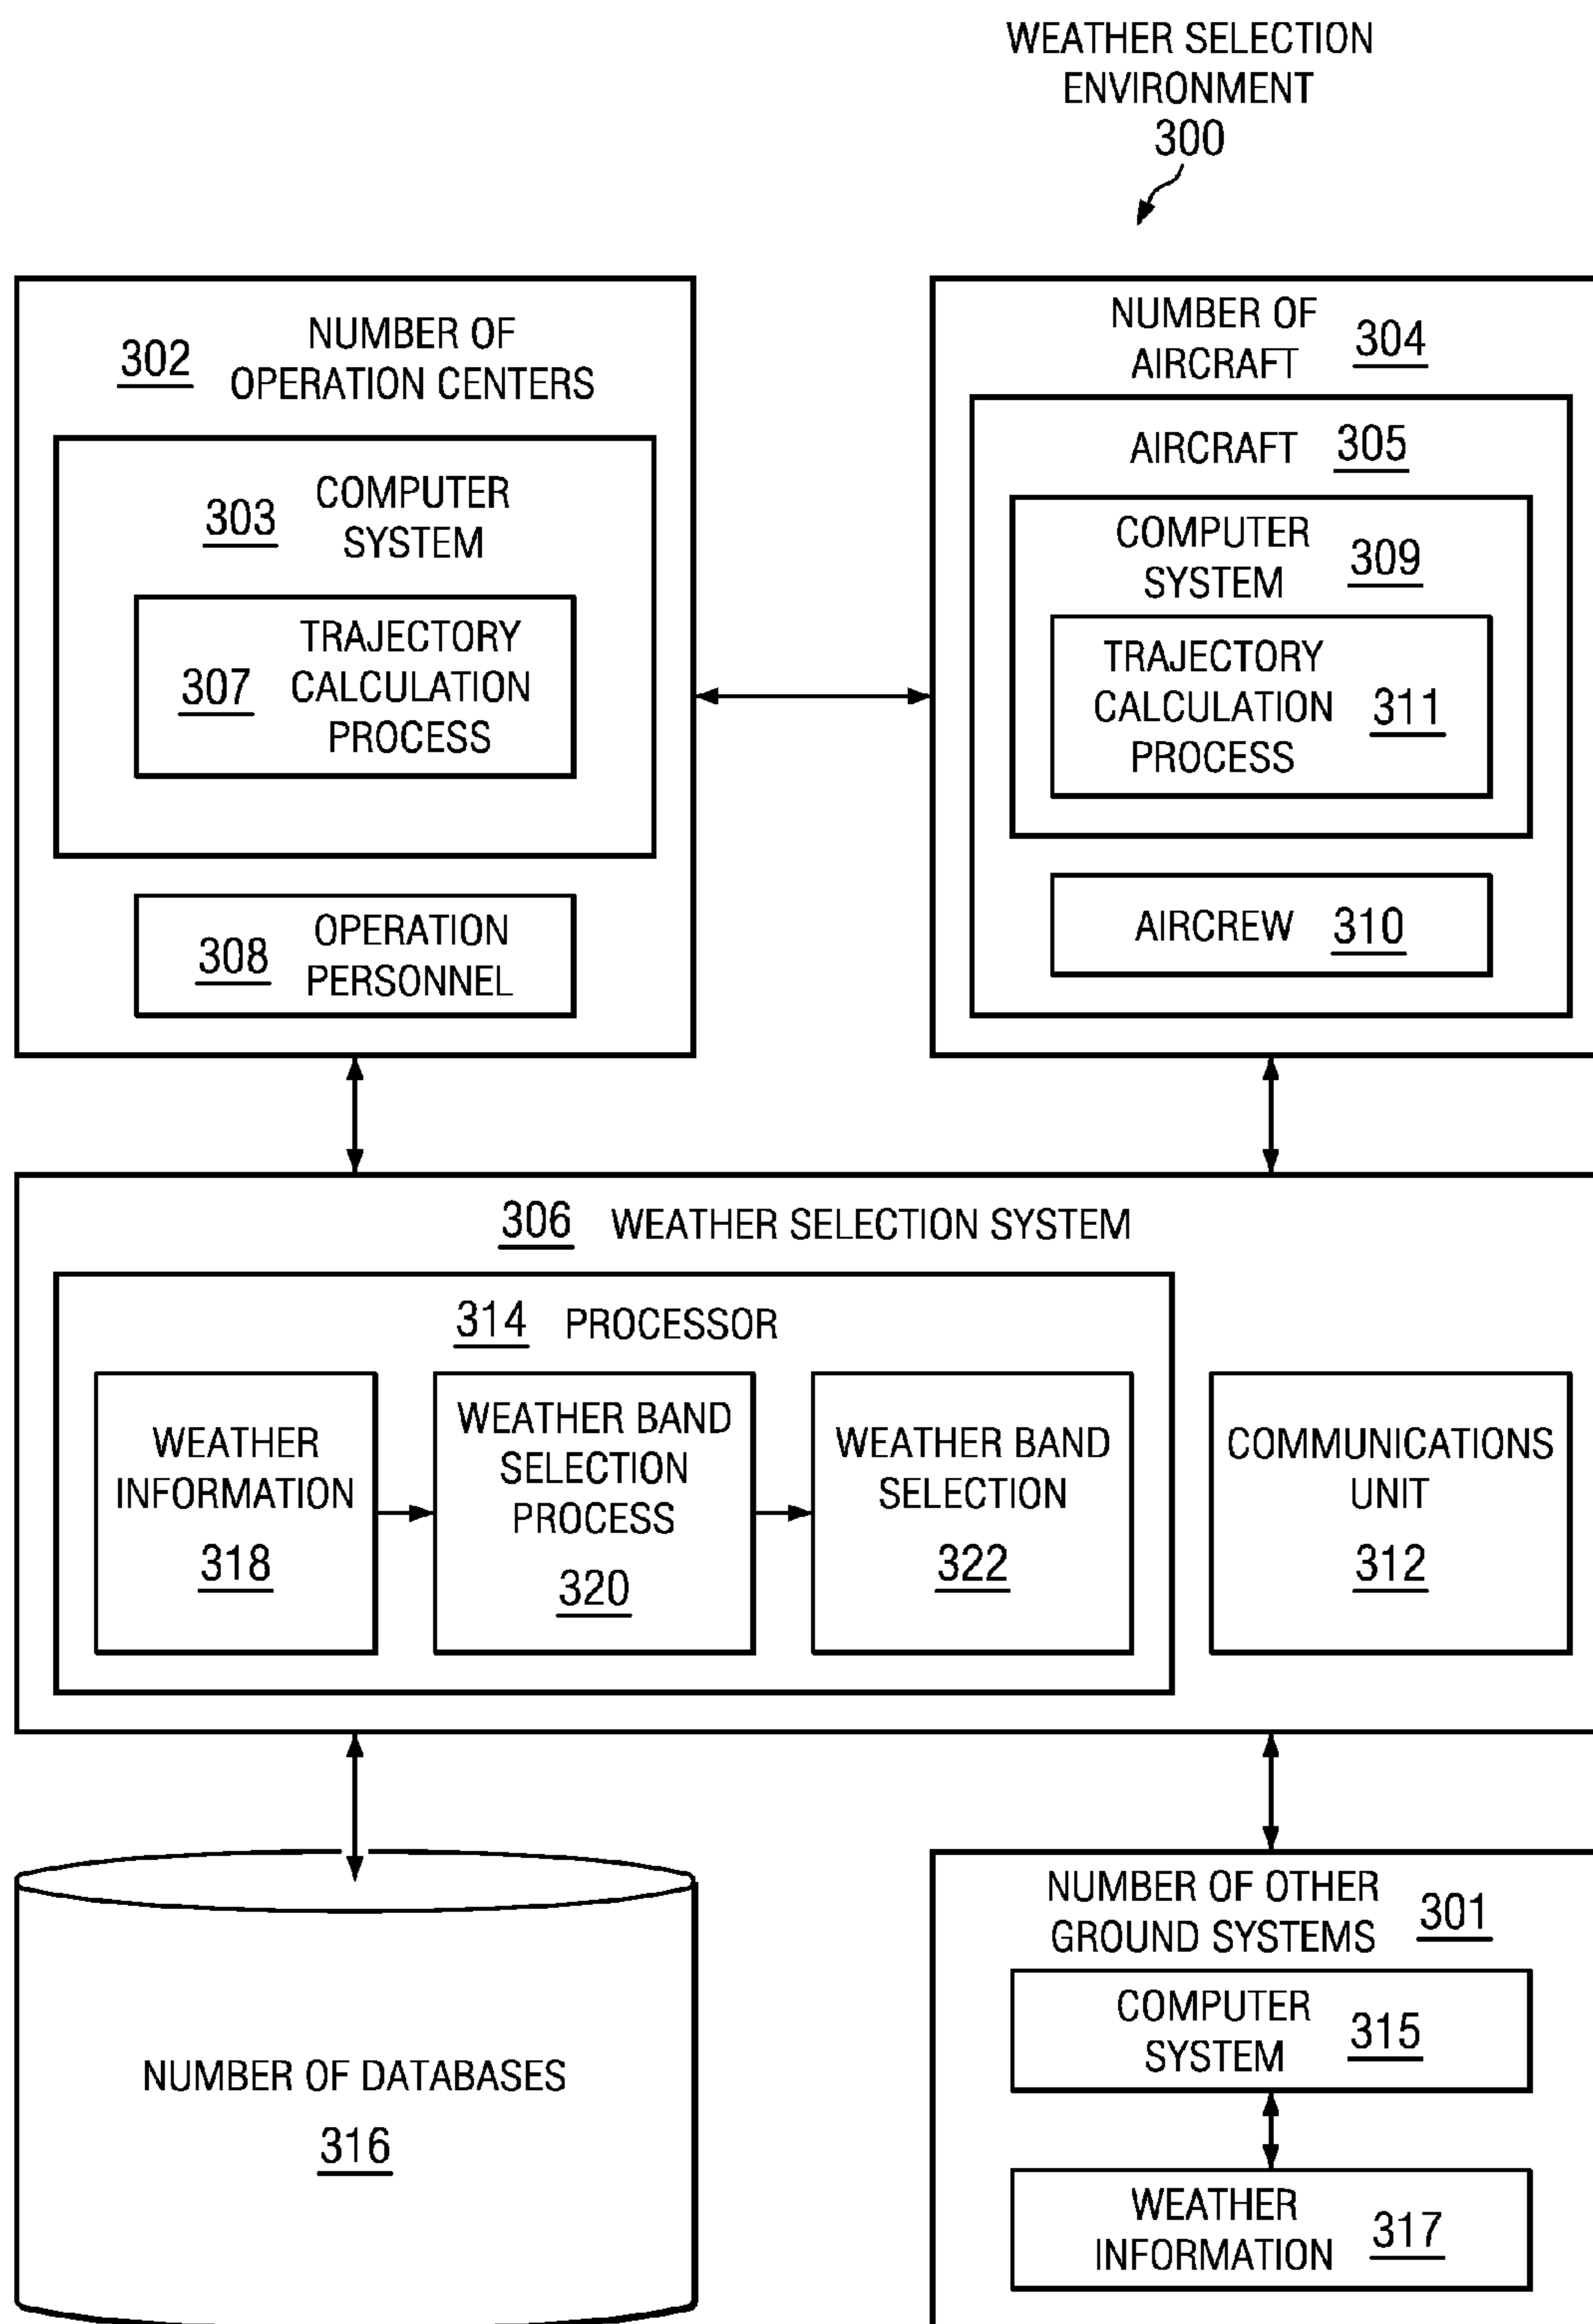 WEATHER SELECTION
ENVIRONMENT
300
302
NUMBER OF
OPERATION CENTERS
303
COMPUTER
SYSTEM
307
TRAJECTORY
CALCULATION
PROCESS
308
OPERATION
PERSONNEL
NUMBER OF
AIRCRAFT
304
AIRCRAFT 305
COMPUTER
SYSTEM
309
TRAJECTORY
CALCULATION
PROCESS
311
AIRCREW 310
306 WEATHER SELECTION SYSTEM
314 PROCESSOR
WEATHER
INFORMATION
318
WEATHER BAND
SELECTION
PROCESS
320
WEATHER BAND
SELECTION
322
COMMUNICATIONS
UNIT
312
NUMBER OF DATABASES
316
NUMBER OF OTHER
GROUND SYSTEMS
301
COMPUTER
SYSTEM
315
WEATHER
INFORMATION
317